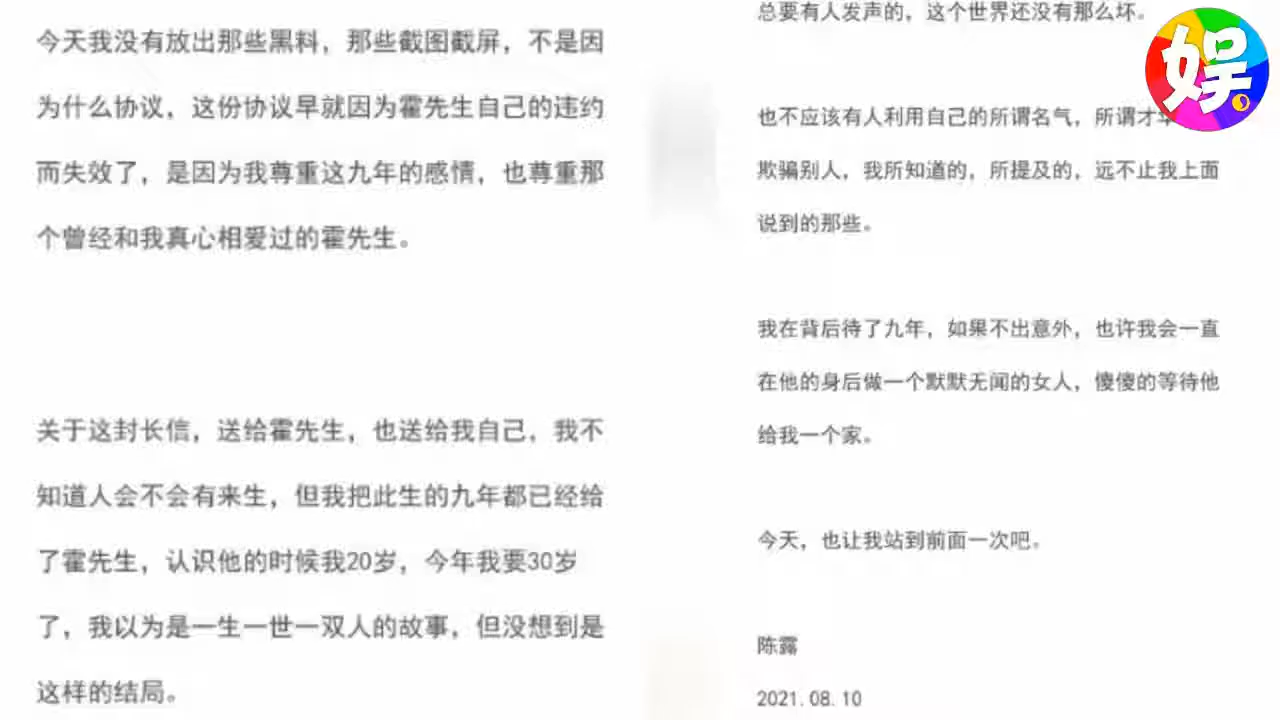 今天我没有放出那些黑料，那些截图截屏，不是因
为什么协议，这份协议早就因为霍先生自己的违约
而失效了，是因为我尊重这九年的感情，也尊重那
个曾经和我真心相爱过的霍先生。
关于这封长信，送给霍先生，也送给我自己，我不
知道人会不会有来生，但我把此生的九年都已经给
了霍先生，认识他的时候我20岁，今年我要30岁
了，我以为是一生一世一双人的故事，但没想到是
这样的结局。
总要有人发声的，这个世界还没有那么坏．
也不应该有人利用自己的所谓名气，所谓才
欺骗别人，我所知道的，所提及的，远不止我上面
说到的那些。
我在背后待了九年，如果不出意外，也许我会一直
在他的身后做一个默默无闻的女人，傻傻的等待他
给我一个家。
今天，也让我站到前面一次吧。
陈露
2021.08.10
娱